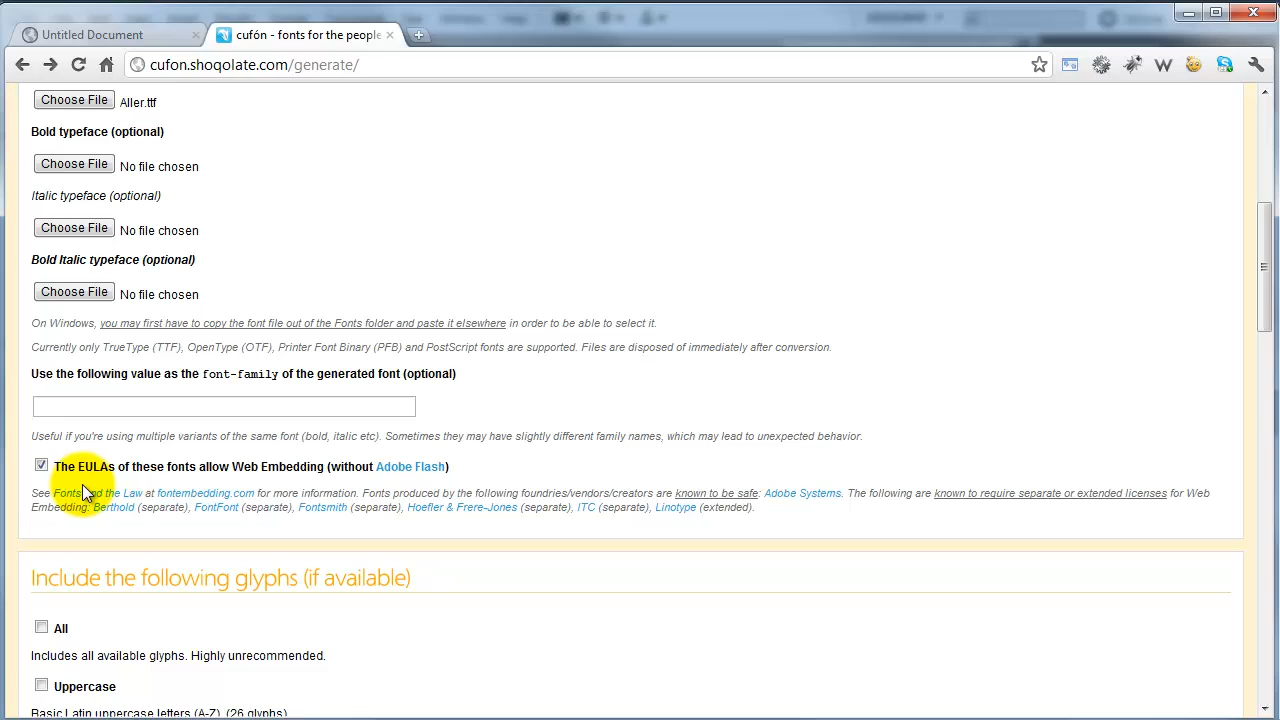 Untitled Document
cufón - fonts for the people
cufon.shoqolate.com/generate/
Choose File Aller.ttf
Bold typeface (optional)
Choose File No file chosen
Italic typeface (optional)
Choose File No file chosen
Bold Italic typeface (optional)
Choose File No file chosen
On Windows, you may first have to copy the font file out of the Fonts folder and paste it elsewhere in order to be able to select it.
Currently only TrueType (TTF), OpenType (OTF), Printer Font Binary (PFB) and PostScript fonts are supported. Files are disposed of immediately after conversion.
Use the following value as the font-family of the generated font (optional)
Useful if you're using multiple variants of the same font (bold, italic etc). Sometimes they may have slightly different family names, which may lead to unexpected behavior.
The EULAs of these fonts allow Web Embedding (without Adobe Flash)
See Fonts and the Law at fontembedding.com for more information. Fonts produced by the following foundries/vendors/creators are known to be safe: Adobe Systems. The following are known to require separate or extended licenses for Web
Embedding: Berthold (separate), FontFont (separate), Fontsmith (separate), Hoefler & Frere-Jones (separate), ITC (separate), Linotype (extended).
Include the following glyphs (if available)
All
Includes all available glyphs. Highly unrecommended.
Uppercase
Basic Latin uppercase letters (A-Z). (26 glyphs)